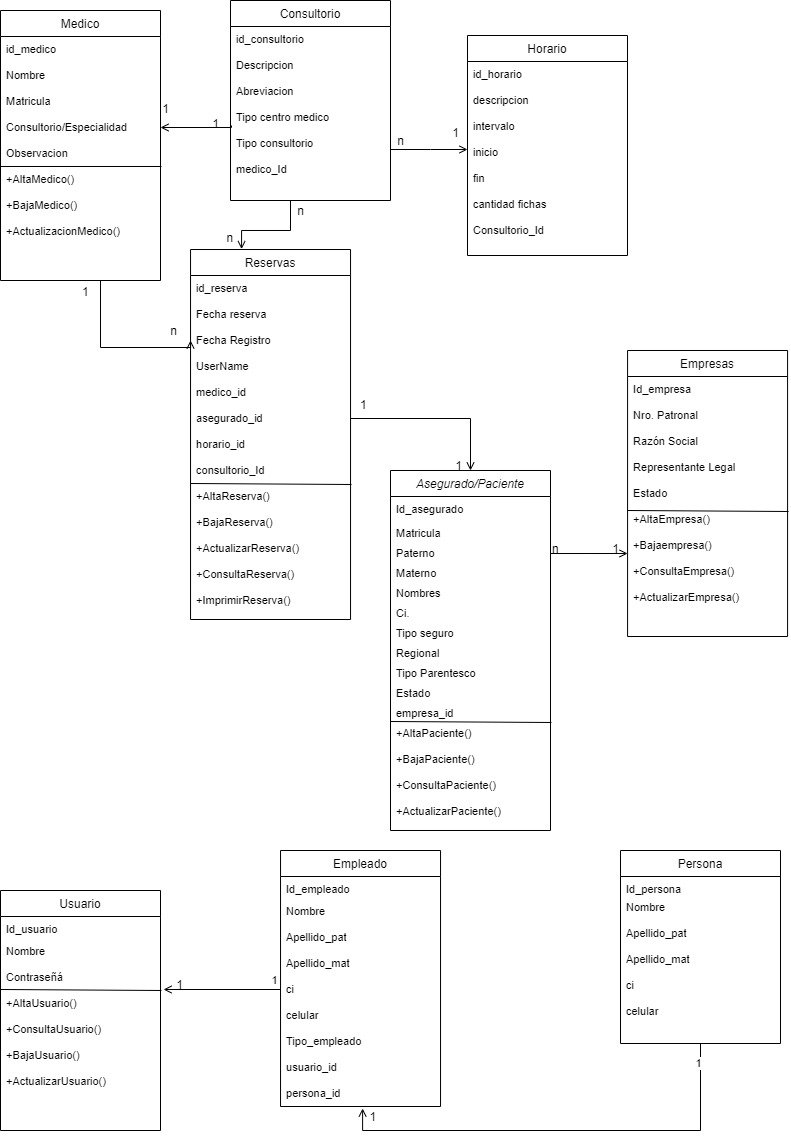 Medico
id_medico
Nombre
Matricula
Consultorio/Especialidad
Observacion
+AltaMedico()
+BajaMedico()
+ActualizacionMedico()
Consultorio
id_consultorio
Descripcion
Abreviacion
Tipo centro medico
Tipo consultorio
medico_Id
Horario
id_horario
descripcion
intervalo
inicio
fin
cantidad fichas
Consultorio_Id
1
1
n
1
n
n
1
n
Reservas
id_reserva
Fecha reserva
Fecha Registro
UserName
medico_id
asegurado_id
horario_id
consultorio_Id
+AltaReserva()
+BajaReserva()
+ActualizarReserva()
+ConsultaReserva()
+ImprimirReserva()
1
1
Asegurado/Paciente
Id_asegurado
Matricula
Paterno
Materno
Nombres
Ci.
Tipo seguro
Regional
Tipo Parentesco
Estado
empresa_id
+AltaPaciente()
+BajaPaciente()
+ConsultaPaciente()
+ActualizarPaciente()
n
1
Empresas
Id_empresa
Nro. Patronal
Razón Social
Representante Legal
Estado
+AltaEmpresa()
+Bajaempresa()
+ConsultaEmpresa()
+ActualizarEmpresa()
Usuario
Id_usuario
Nombre
Contraseñá
+AltaUsuario()
+ConsultaUsuario()
+BajaUsuario()
+ActualizarUsuario()
1
1
Empleado
Id_empleado
Nombre
Apellido_pat
Apellido_mat
ci
celular
Tipo_empleado
usuario_id
persona_id
Persona
Id_persona
Nombre
Apellido_pat
Apellido_mat
ci
celular
1
1